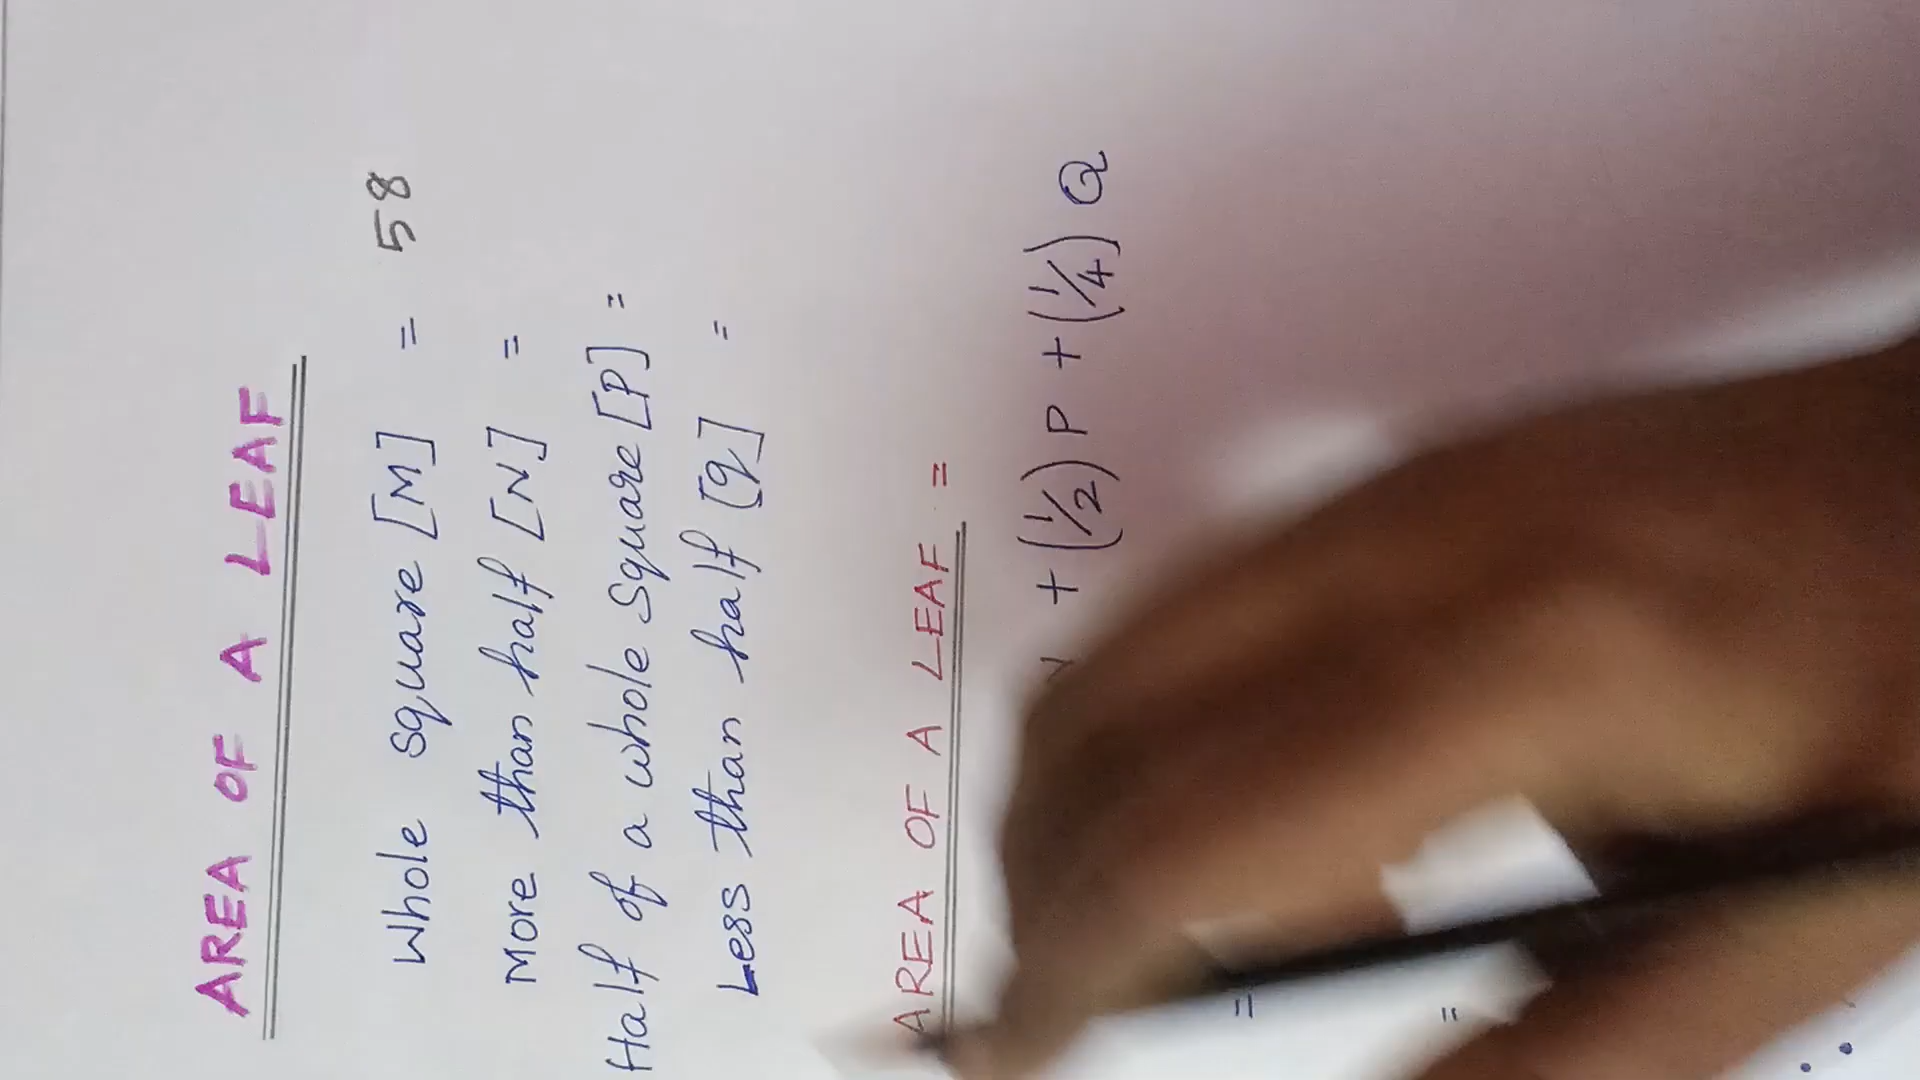 AREA OF A LEAF
Whole square [M] = 58
More than half [N] =
Half of a whole Square [P] =
Less than half [q] =
AREA OF A LEAF =
+ (1/2) P + (1/4) Q
=
=